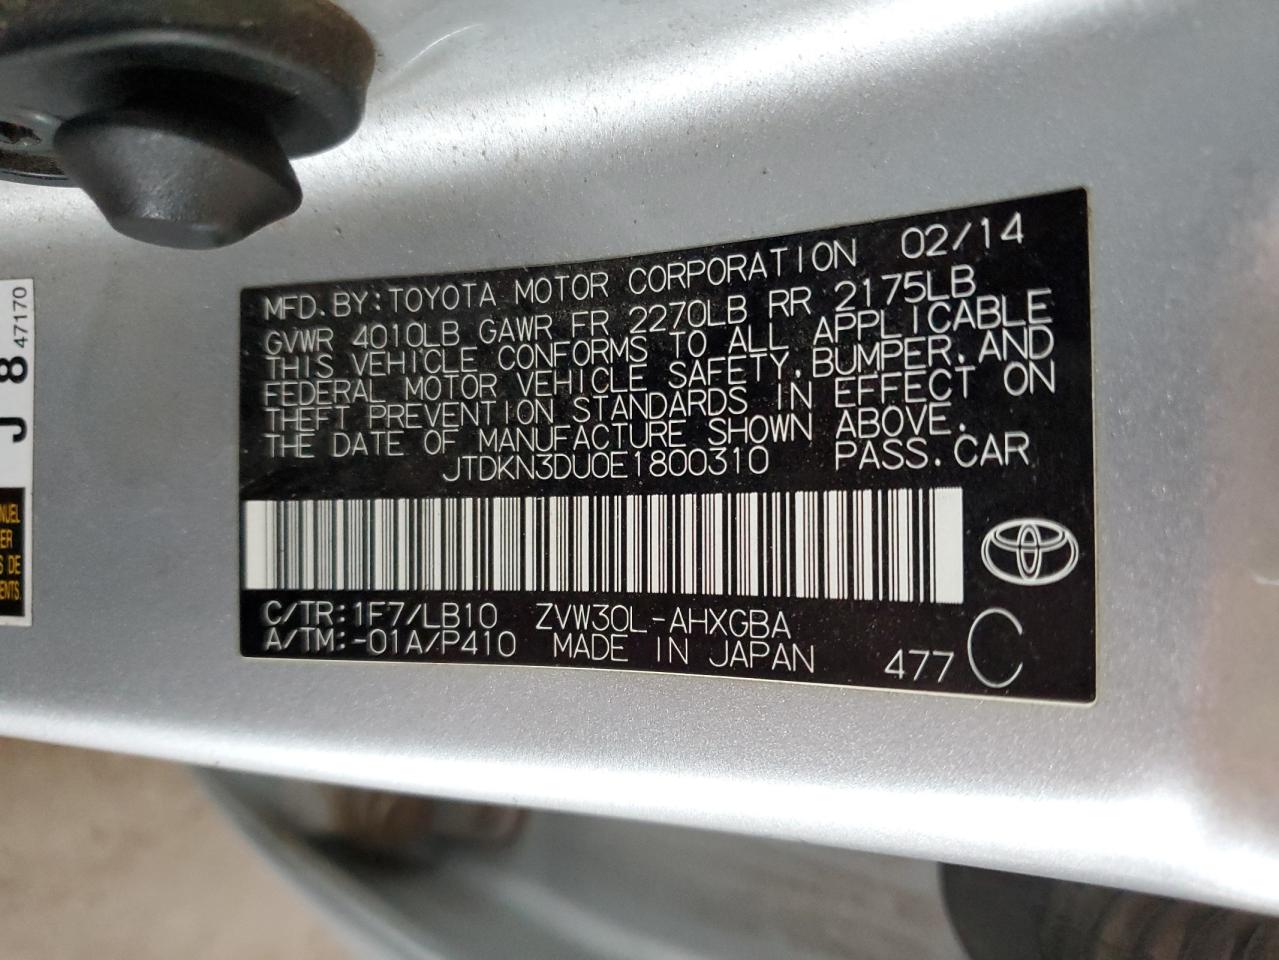 MFD. BY: TOYOTA MOTOR CORPORATION 02/14
GVWR 4010LB GAWR FR 2270LB RR 2175LB
THIS VEHICLE CONFORMS TO ALL APPLICABLE
FEDERAL MOTOR VEHICLE SAFETY, BUMPER, AND
THEFT PREVENTION STANDARDS IN EFFECT ON
THE DATE OF MANUFACTURE SHOWN ABOVE.
JTDKN3DU0E1800310 PASS. CAR
C/TR: 1F7/LB10 ZVW30L-AHXGBA
A/TM: -01A/P410 MADE IN JAPAN 477 C
J 8
47170
DE